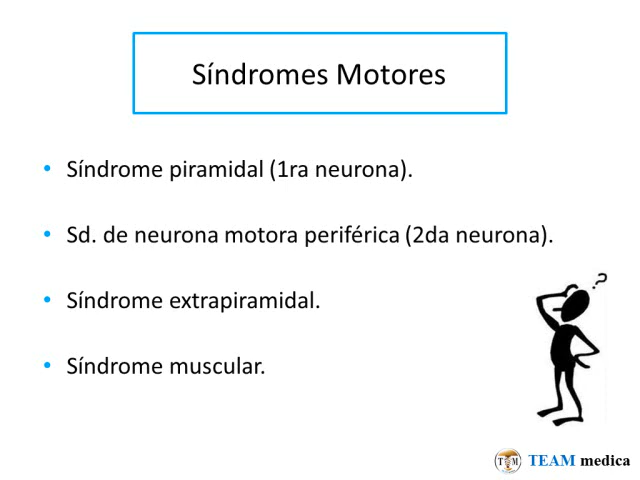 Síndromes Motores
• Síndrome piramidal (1ra neurona).
• Sd. de neurona motora periférica (2da neurona).
?
• Síndrome extrapiramidal.
• Síndrome muscular.
TM TEAM medica